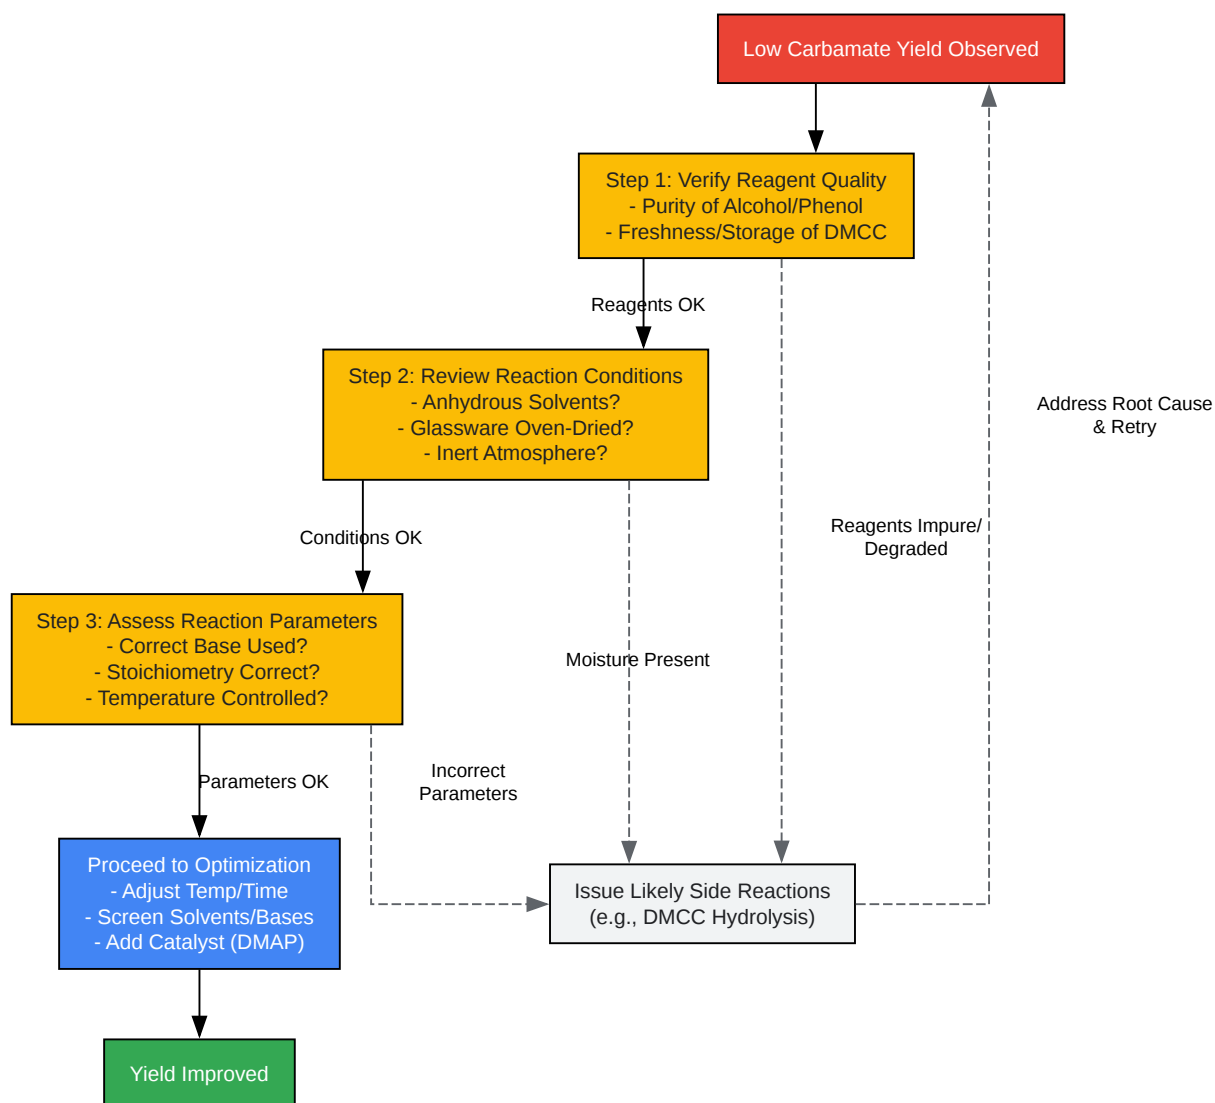 Low Carbamate Yield Observed
Step 1: Verify Reagent Quality
- Purity of Alcohol/Phenol
- Freshness/Storage of DMCC
Reagents OK
Step 2: Review Reaction Conditions
- Anhydrous Solvents?
- Glassware Oven-Dried?
- Inert Atmosphere?
Address Root Cause
& Retry
Conditions OK
Reagents Impure/
Degraded
Step 3: Assess Reaction Parameters
- Correct Base Used?
- Stoichiometry Correct?
- Temperature Controlled?
Moisture Present
Parameters OK
Incorrect
Parameters
Proceed to Optimization
- Adjust Temp/Time
- Screen Solvents/Bases
- Add Catalyst (DMAP)
Issue Likely Side Reactions
(e.g., DMCC Hydrolysis)
Yield Improved